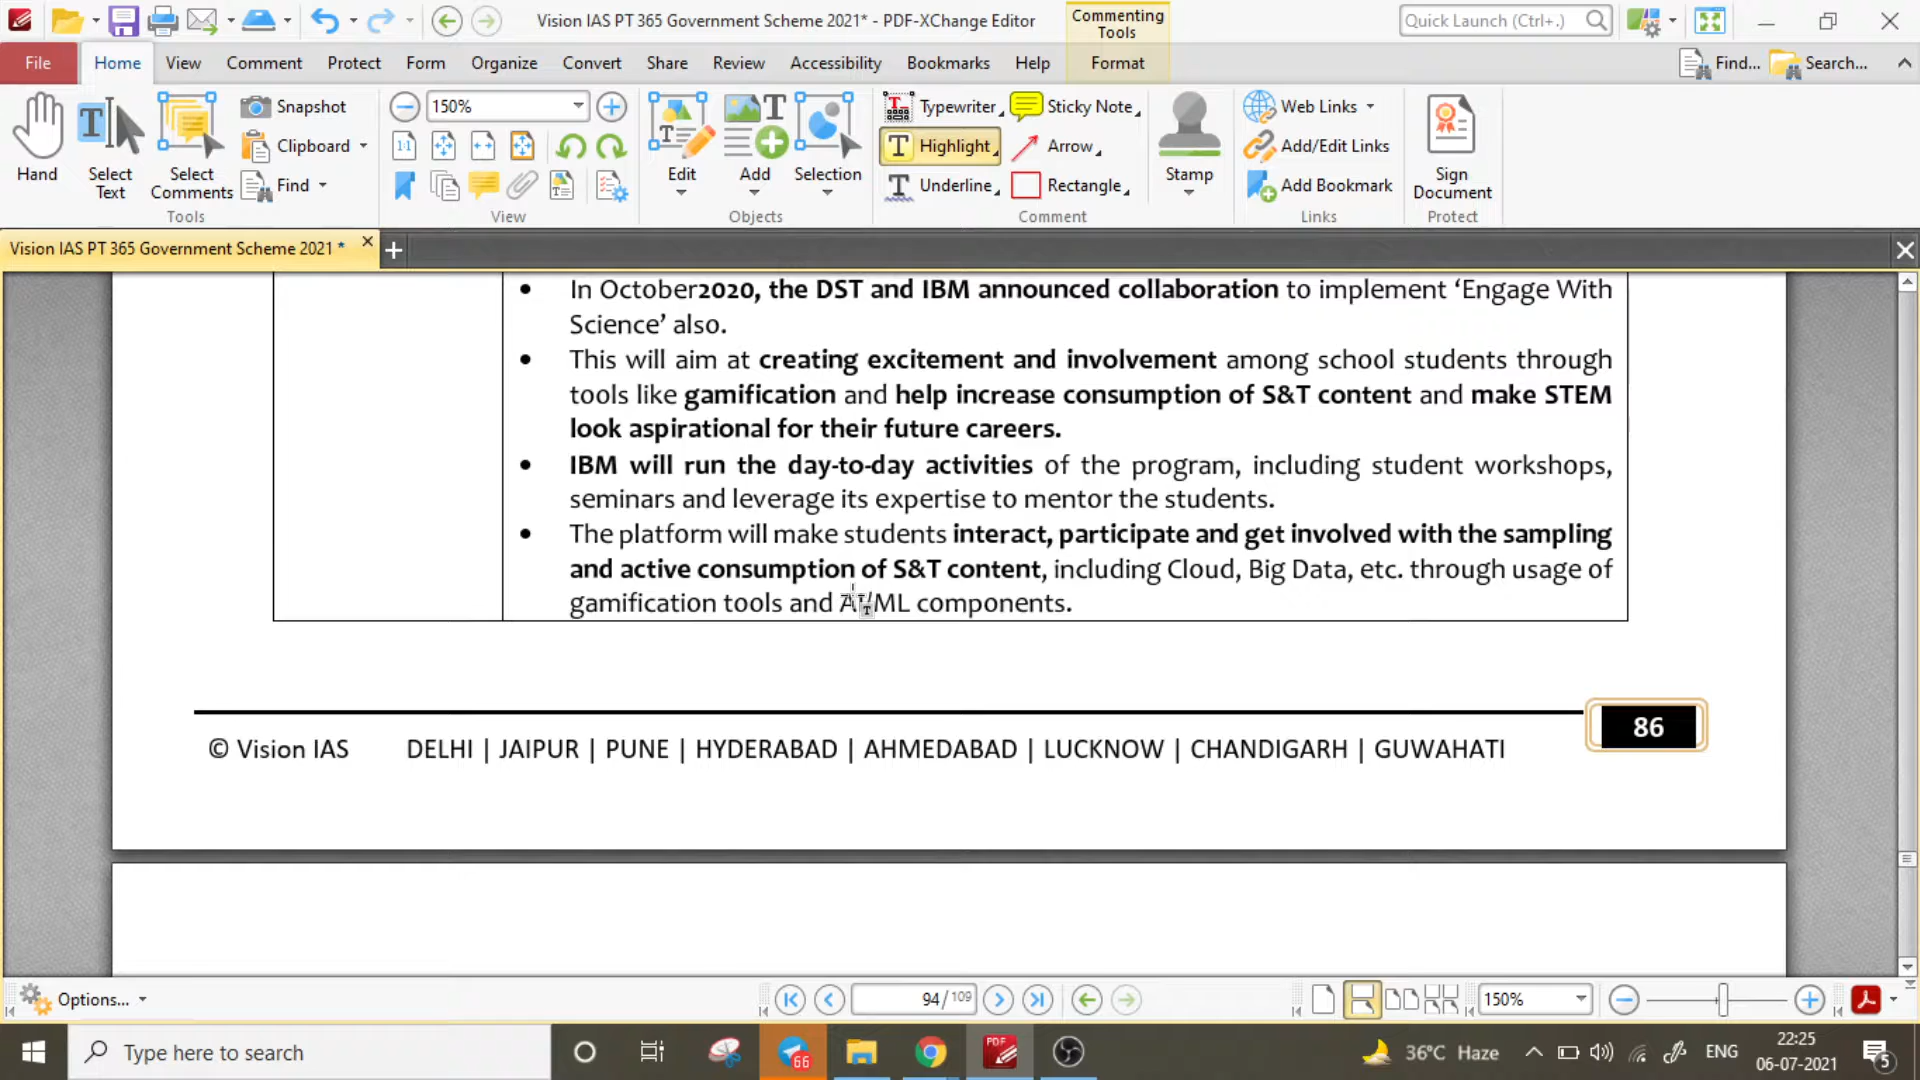 Vision IAS PT 365 Government Scheme 2021* - PDF-XChange Editor
Commenting Tools
Quick Launch (Ctrl+.)
File Home View Comment Protect Form Organize Convert Share Review Accessibility Bookmarks Help Format Find... Search...
Hand
Select Text
Select Comments
Snapshot
Clipboard
Find
Tools
150%
View
Edit
Add
Selection
Objects
Typewriter
Highlight
Underline
Sticky Note
Arrow
Rectangle
Comment
Stamp
Web Links
Add/Edit Links
Add Bookmark
Links
Sign Document
Protect
Vision IAS PT 365 Government Scheme 2021 *
• In October2020, the DST and IBM announced collaboration to implement ‘Engage With
Science’ also.
• This will aim at creating excitement and involvement among school students through
tools like gamification and help increase consumption of S&T content and make STEM
look aspirational for their future careers.
• IBM will run the day-to-day activities of the program, including student workshops,
seminars and leverage its expertise to mentor the students.
• The platform will make students interact, participate and get involved with the sampling
and active consumption of S&T content, including Cloud, Big Data, etc. through usage of
gamification tools and AI/ML components.
86
© Vision IAS DELHI | JAIPUR | PUNE | HYDERABAD | AHMEDABAD | LUCKNOW | CHANDIGARH | GUWAHATI
Options... 94 / 109 150%
Type here to search
66
PDF
36°C Haze
ENG
22:25
06-07-2021
5